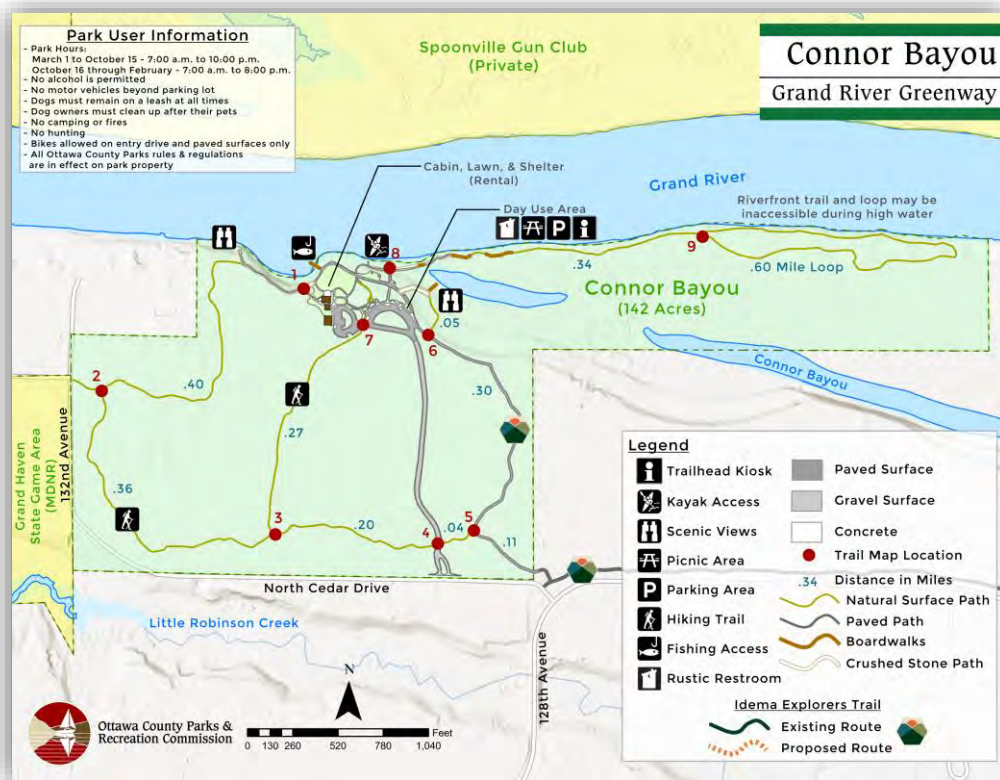 Park User Information
- Park Hours:
March 1 to October 15 - 7:00 a.m. to 10:00 p.m.
October 16 through February - 7:00 a.m. to 8:00 p.m.
- No alcohol is permitted
- No motor vehicles beyond parking lot
- Dogs must remain on a leash at all times
- Dog owners must clean up after their pets
- No camping or fires
- No hunting
- Bikes allowed on entry drive and paved surfaces only
- All Ottawa County Parks rules & regulations
are in effect on park property
Spoonville Gun Club
(Private)
Connor Bayou
Grand River Greenway
Cabin, Lawn, & Shelter
(Rental)
Grand River
Day Use Area
Riverfront trail and loop may be
inaccessible during high water
P
i
9
8
1
.34
.60 Mile Loop
Connor Bayou
(142 Acres)
.05
7
6
2
.40
.30
Connor Bayou
.27
Grand Haven
State Game Area
(MDNR)
132nd Avenue
.36
3
.20
4
.04
5
.11
North Cedar Drive
Little Robinson Creek
128th Avenue
Legend
i Trailhead Kiosk
Kayak Access
Scenic Views
Picnic Area
P Parking Area
Hiking Trail
Fishing Access
Rustic Restroom
Paved Surface
Gravel Surface
Concrete
Trail Map Location
.34 Distance in Miles
Natural Surface Path
Paved Path
Boardwalks
Crushed Stone Path
Idema Explorers Trail
Existing Route
Proposed Route
N
Ottawa County Parks &
Recreation Commission
Feet
0 130 260 520 780 1,040